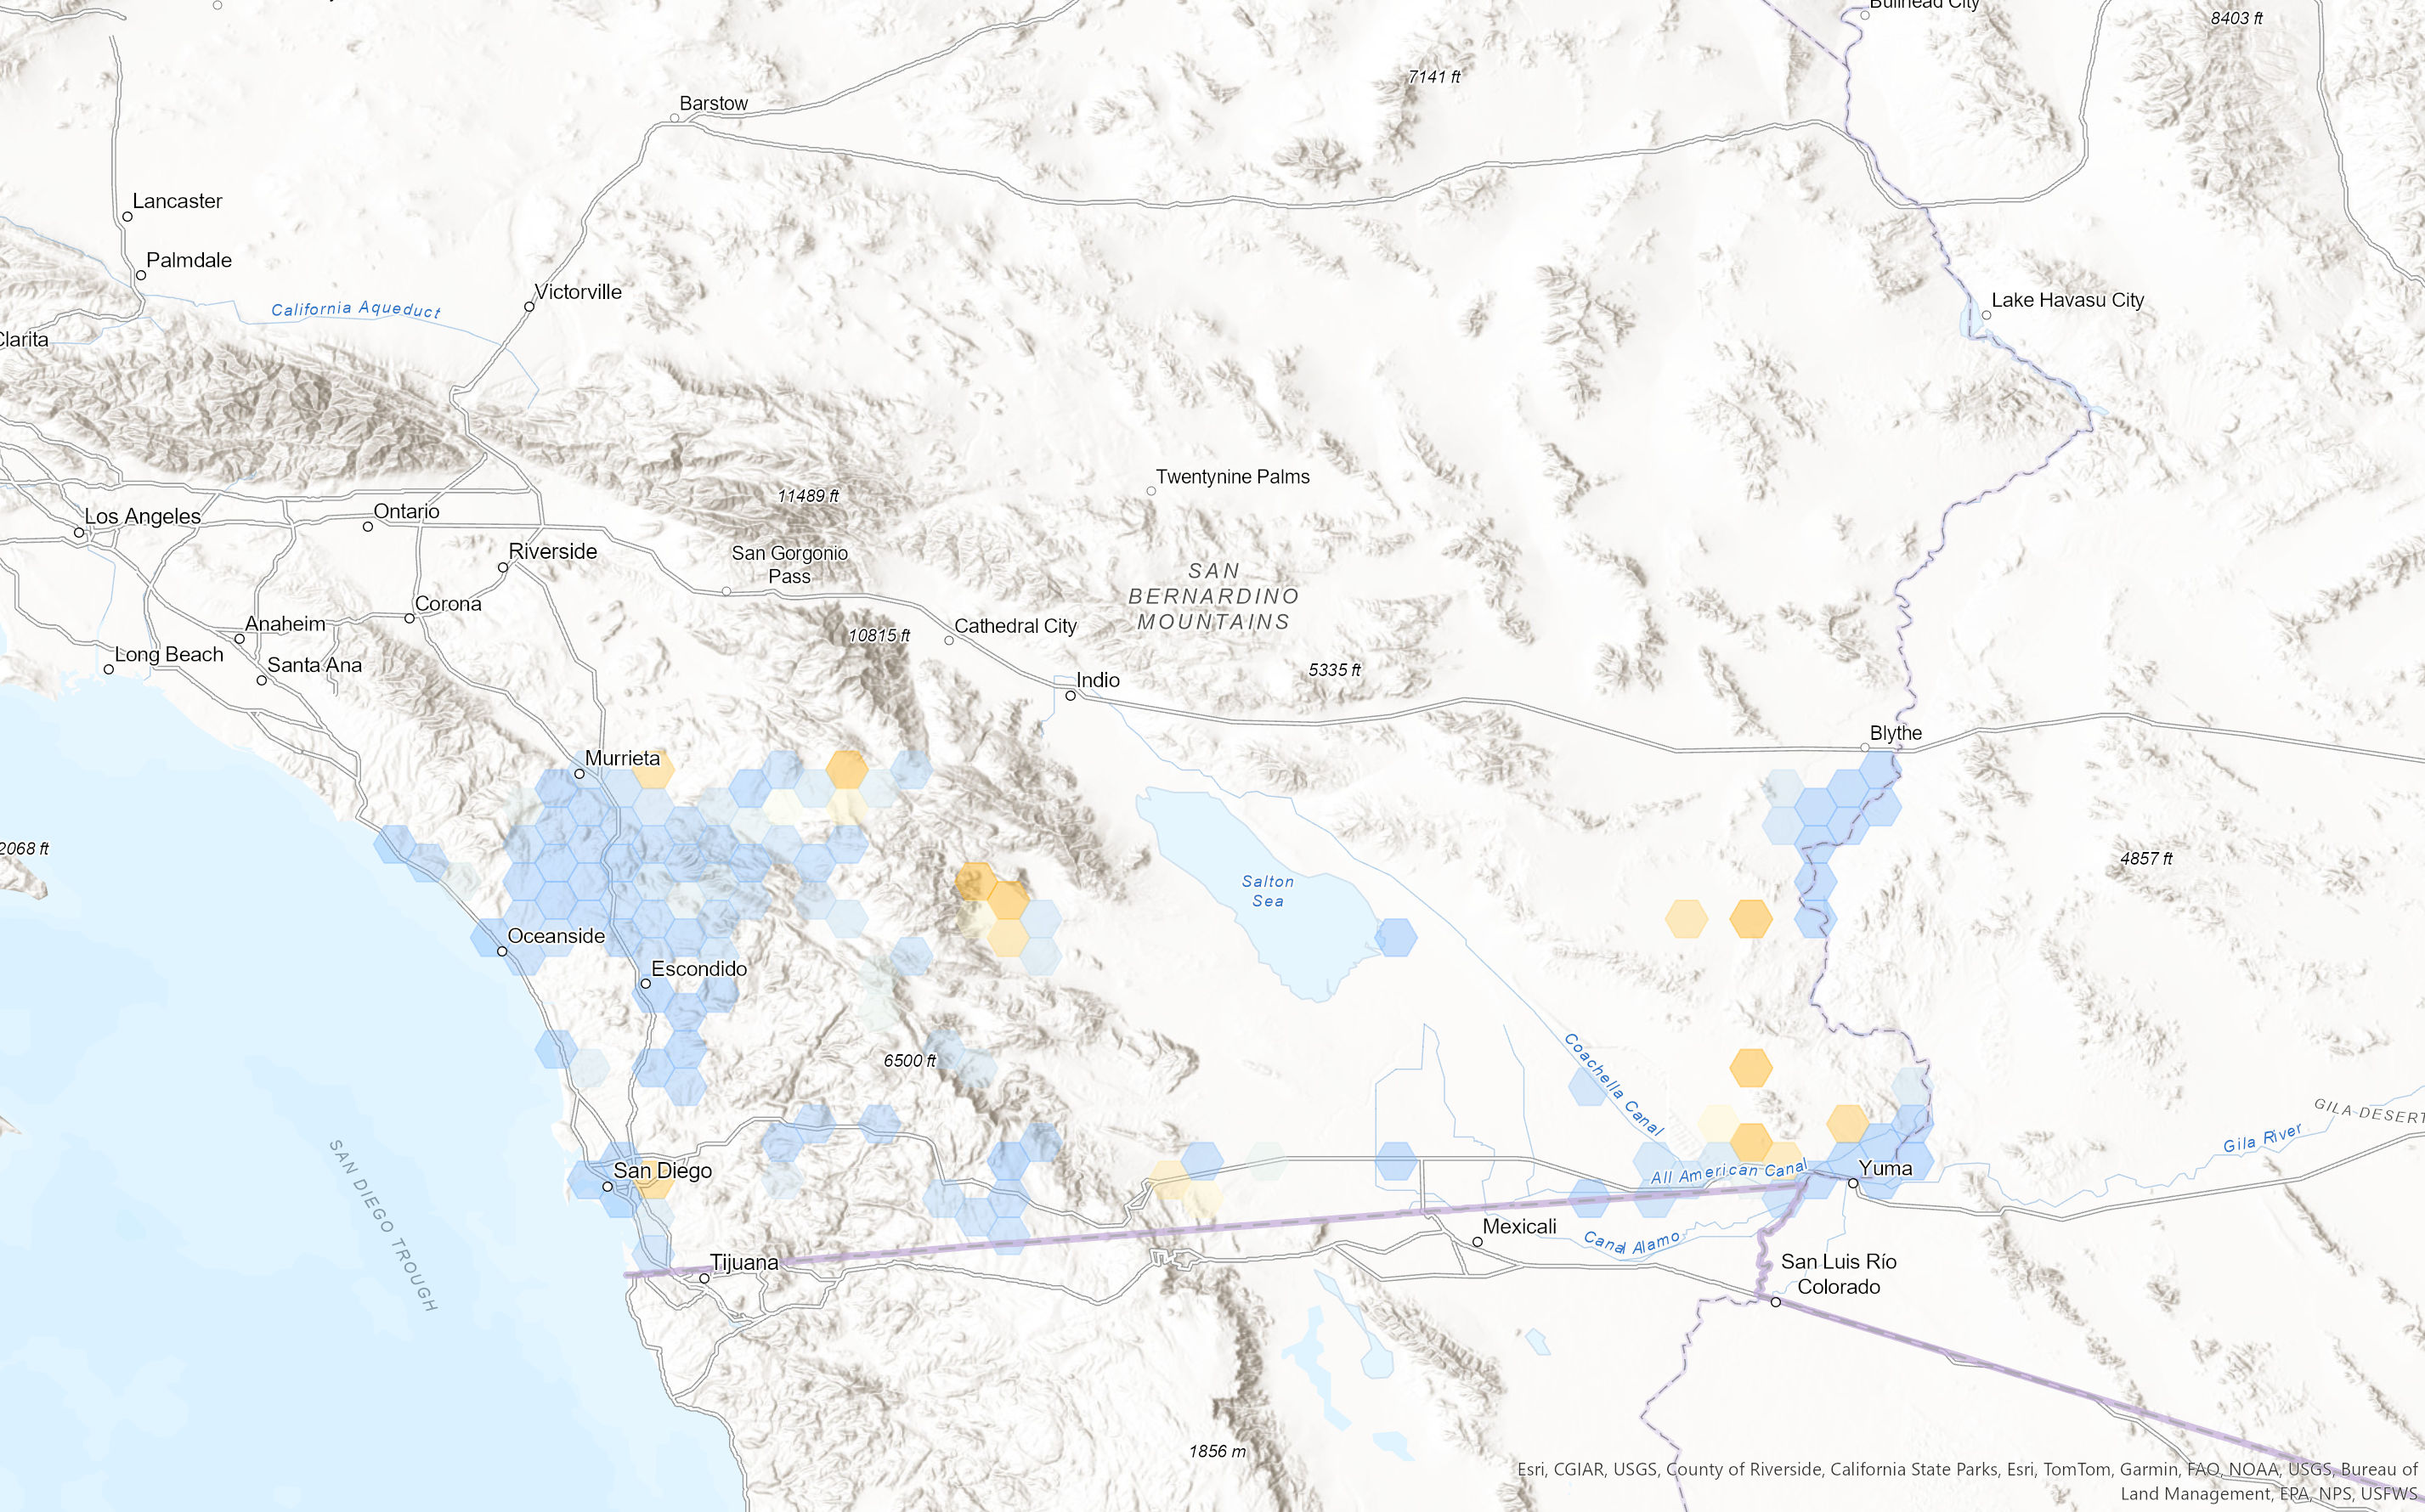 Bullhead City
8403 ft
7141 ft
Barstow
Lancaster
Palmdale
Victorville
California Aqueduct
Lake Havasu City
Clarita
Twentynine Palms
11489 ft
Los Angeles
Ontario
Riverside
San Gorgonio
Pass
SAN
BERNARDINO
MOUNTAINS
Corona
Anaheim
10815 ft
Cathedral City
Long Beach
Santa Ana
5335 ft
Indio
Blythe
Murrieta
2068 ft
4857 ft
Salton
Sea
Oceanside
Escondido
6500 ft
Coachella Canal
GILA DESERT
Gila River
SAN DIEGO TROUGH
San Diego
All American Canal
Yuma
Mexicali
Canal Alamo
Tijuana
San Luis Río
Colorado
1856 m
Esri, CGIAR, USGS, County of Riverside, California State Parks, Esri, TomTom, Garmin, FAO, NOAA, USGS, Bureau of
Land Management, EPA, NPS, USFWS